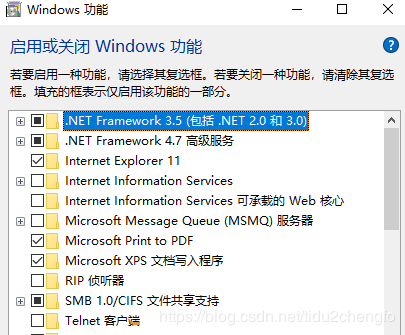 Windows 功能
启用或关闭 Windows 功能
若要启用一种功能，请选择其复选框。若要关闭一种功能，请清除其复选
框。填充的框表示仅启用该功能的一部分。
.NET Framework 3.5 (包括 .NET 2.0 和 3.0)
.NET Framework 4.7 高级服务
Internet Explorer 11
Internet Information Services
Internet Information Services 可承载的 Web 核心
Microsoft Message Queue (MSMQ) 服务器
Microsoft Print to PDF
Microsoft XPS 文档写入程序
RIP 侦听器
SMB 1.0/CIFS 文件共享支持
Telnet 客户端
https://blog.csdn.net/tidu2chengfo